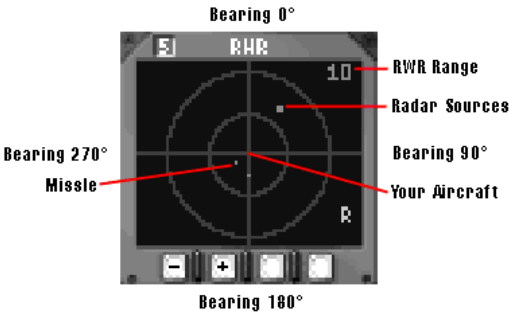 Bearing 0°
5 RWR
10
RWR Range
Radar Sources
Bearing 270°
Bearing 90°
Missle
Your Aircraft
R
- +
Bearing 180°